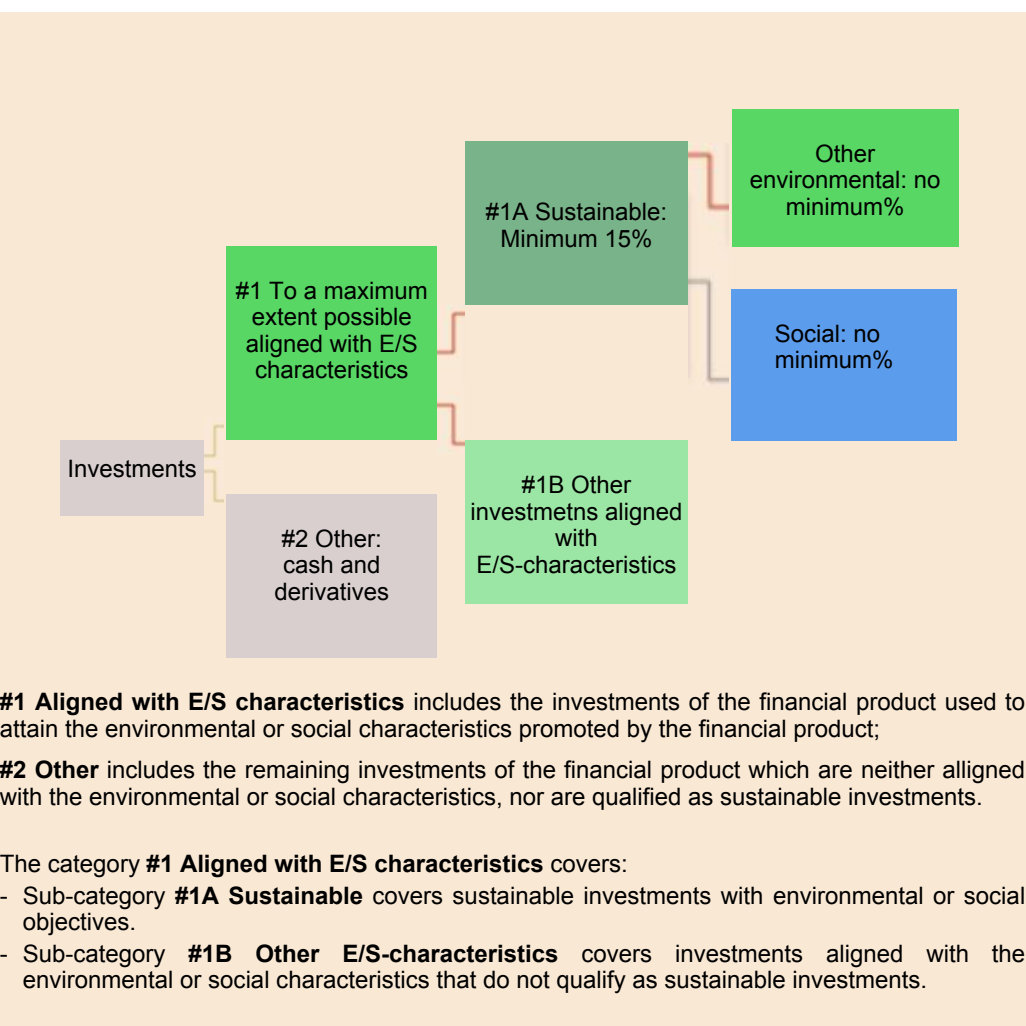 Other
environmental: no
minimum%
#1A Sustainable:
Minimum 15%
#1 To a maximum
extent possible
aligned with E/S
characteristics
Social: no
minimum%
Investments
#1B Other
investmetns aligned
with
E/S-characteristics
#2 Other:
cash and
derivatives
#1 Aligned with E/S characteristics includes the investments of the financial product used to
attain the environmental or social characteristics promoted by the financial product;
#2 Other includes the remaining investments of the financial product which are neither alligned
with the environmental or social characteristics, nor are qualified as sustainable investments.
The category #1 Aligned with E/S characteristics covers:
- Sub-category #1A Sustainable covers sustainable investments with environmental or social
objectives.
- Sub-category #1B Other E/S-characteristics covers investments aligned with the
environmental or social characteristics that do not qualify as sustainable investments.